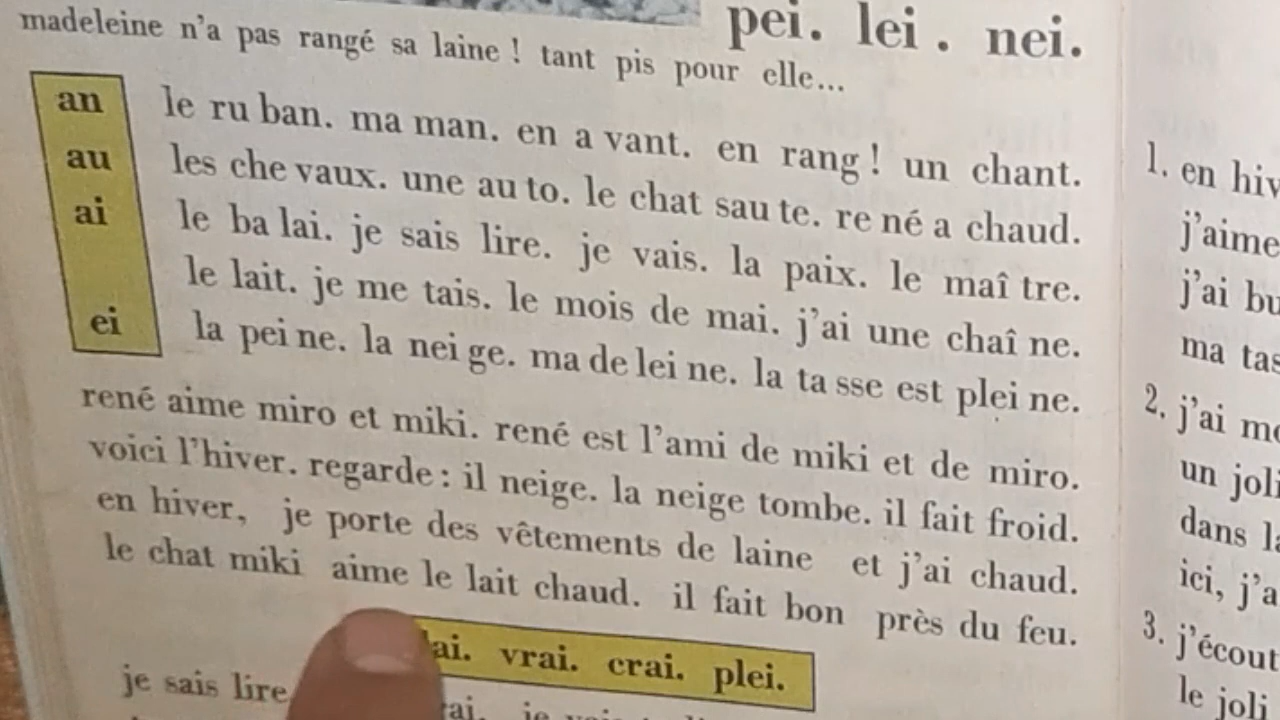 pei. lei. nei.
madeleine n'a pas rangé sa laine ! tant pis pour elle...
an le ru ban. ma man. en a vant. en rang ! un chant.
au les che vaux. une au to. le chat sau te. re né a chaud.
ai le ba lai. je sais lire. je vais. la paix. le maî tre.
le lait. je me tais. le mois de mai. j'ai une chaî ne.
ei la pei ne. la nei ge. ma de lei ne. la ta sse est plei ne.
rené aime miro et miki. rené est l'ami de miki et de miro.
voici l'hiver. regarde : il neige. la neige tombe. il fait froid.
en hiver, je porte des vêtements de laine et j'ai chaud.
le chat miki aime le lait chaud. il fait bon près du feu.
vrai. crai. plei.
je sais lire
1. en
j'aime
j'ai
ma
2. j'ai
un joli
dans
ici,
3.
le joli